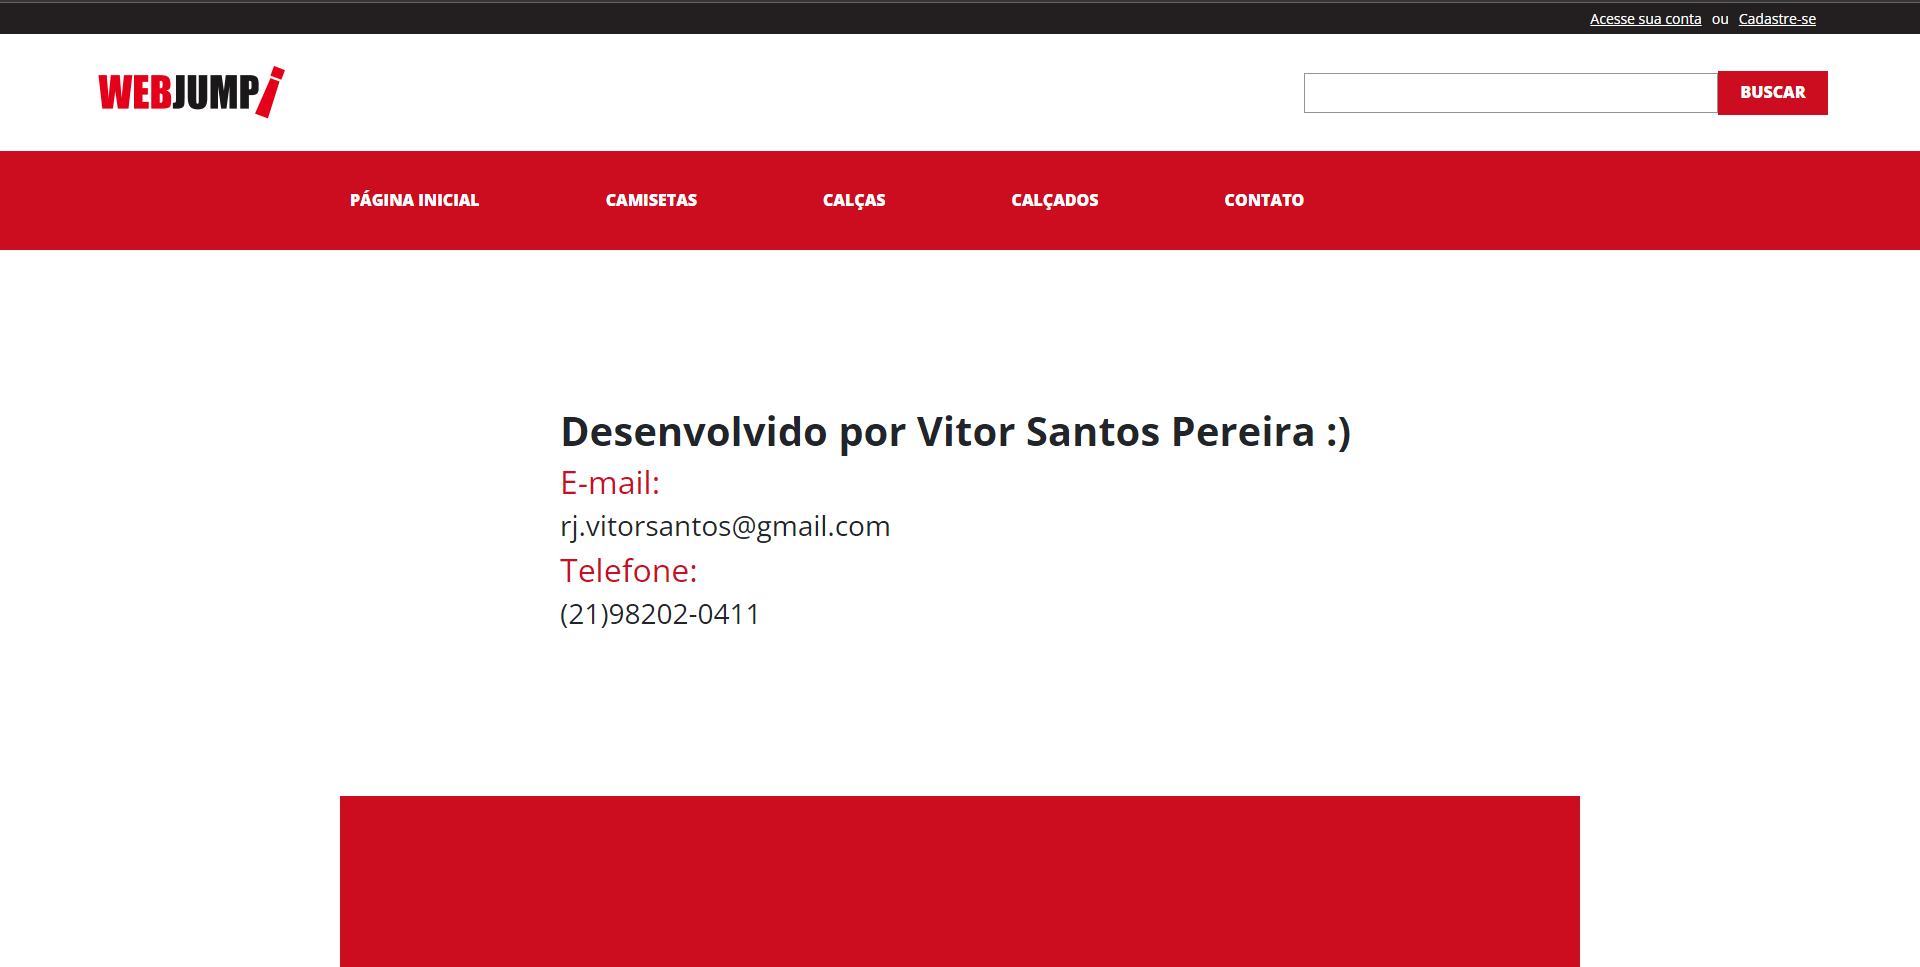 Acesse sua conta ou Cadastre-se
WEBJUMP!
BUSCAR
PÁGINA INICIAL CAMISETAS CALÇAS CALÇADOS CONTATO
Desenvolvido por Vitor Santos Pereira :)
E-mail:
rj.vitorsantos@gmail.com
Telefone:
(21)98202-0411